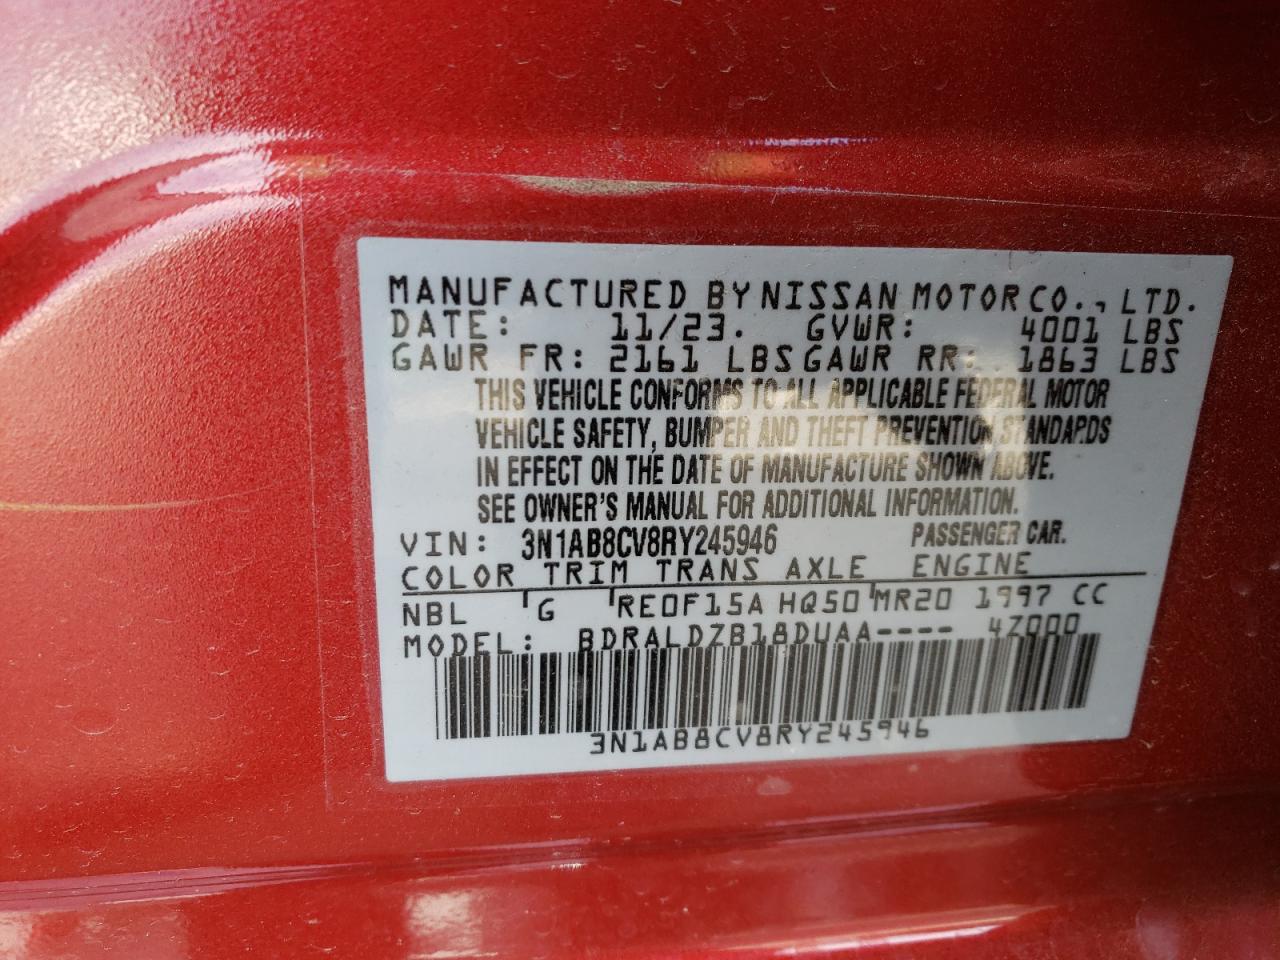 MANUFACTURED BY NISSAN MOTOR CO., LTD.
DATE: 11/23. GVWR: 4001 LBS
GAWR FR: 2161 LBS GAWR RR: 1863 LBS
THIS VEHICLE CONFORMS TO ALL APPLICABLE FEDERAL MOTOR
VEHICLE SAFETY, BUMPER AND THEFT PREVENTION STANDARDS
IN EFFECT ON THE DATE OF MANUFACTURE SHOWN ABOVE.
SEE OWNER'S MANUAL FOR ADDITIONAL INFORMATION.
VIN: 3N1AB8CV8RY245946 PASSENGER CAR.
COLOR TRIM TRANS AXLE ENGINE
NBL G RE0F15A HQ50 MR20 1997 CC
MODEL: BDRALDZB18DUAA---- 4Z000
3N1AB8CV8RY245946